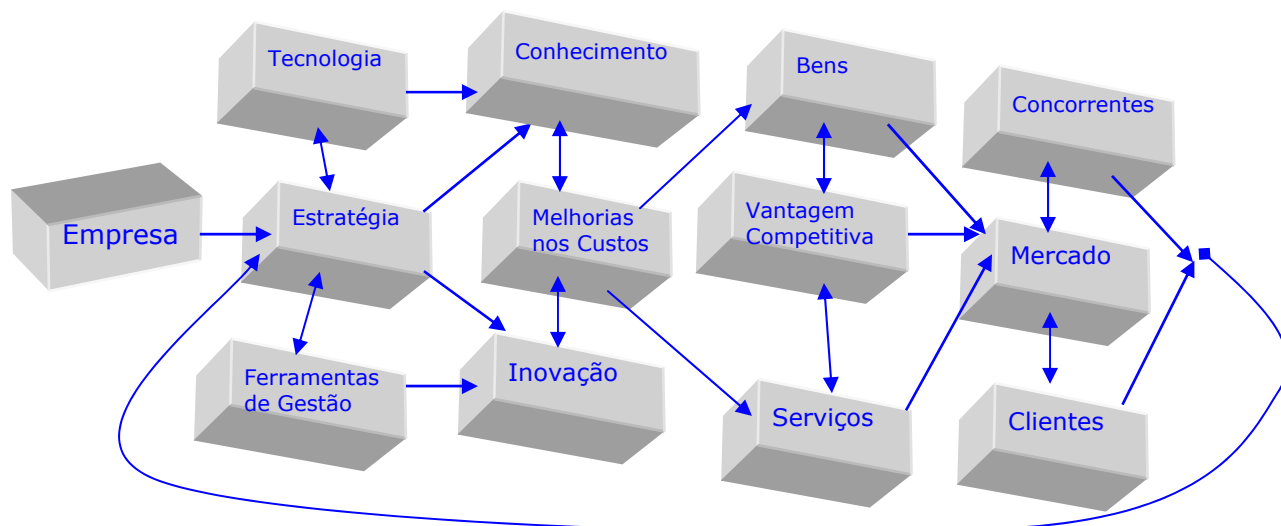 Tecnologia
Conhecimento
Bens
Concorrentes
Empresa
Estratégia
Melhorias
nos Custos
Vantagem
Competitiva
Mercado
Ferramentas
de Gestão
Inovação
Serviços
Clientes